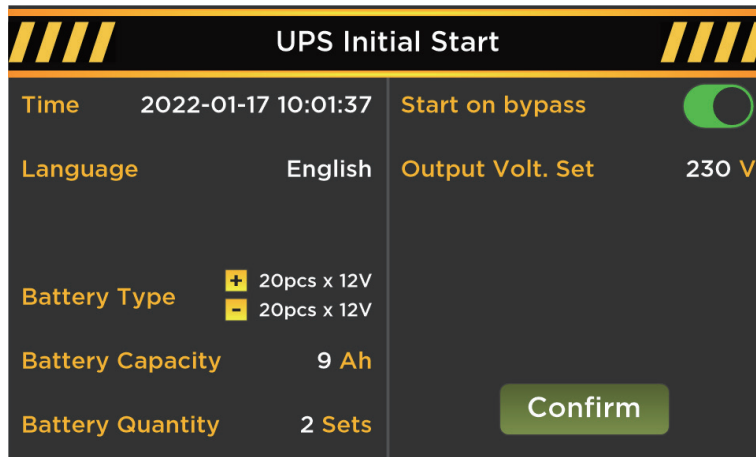 UPS Initial Start
Time 2022-01-17 10:01:37
Language English
Battery Type + 20pcs x 12V
- 20pcs x 12V
Battery Capacity 9 Ah
Battery Quantity 2 Sets
Start on bypass
Output Volt. Set 230 V
Confirm